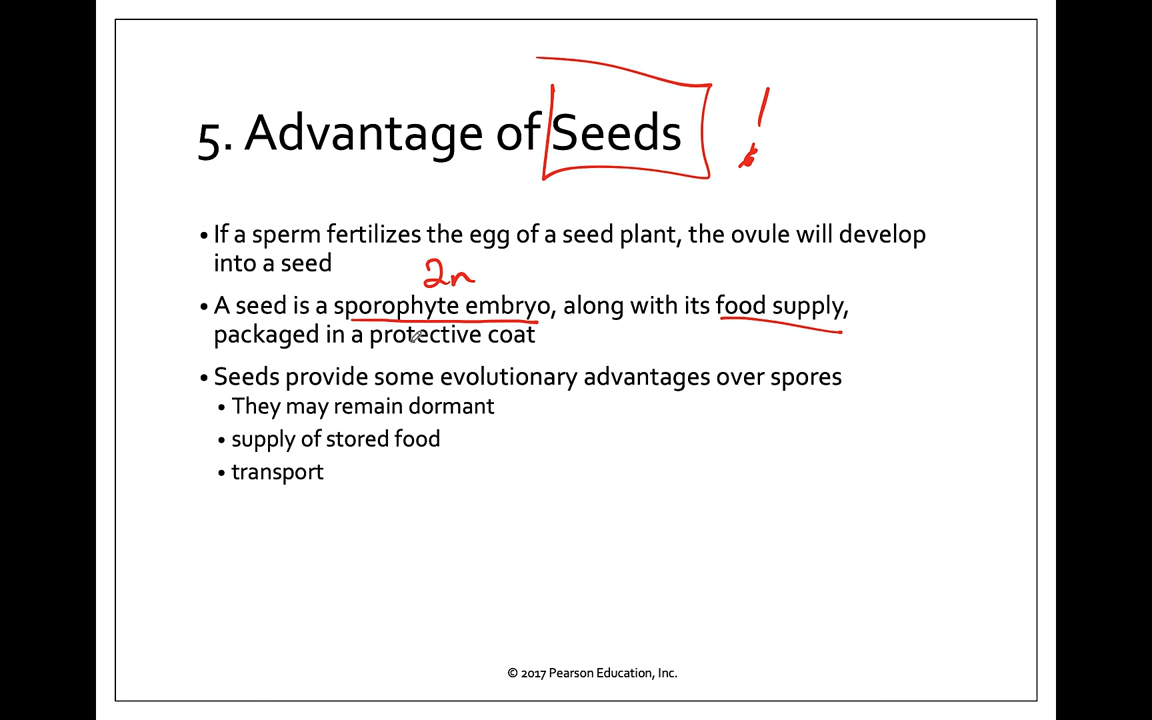 5. Advantage of Seeds !
• If a sperm fertilizes the egg of a seed plant, the ovule will develop
into a seed
2n
• A seed is a sporophyte embryo, along with its food supply,
packaged in a protective coat
• Seeds provide some evolutionary advantages over spores
• They may remain dormant
• supply of stored food
• transport
© 2017 Pearson Education, Inc.